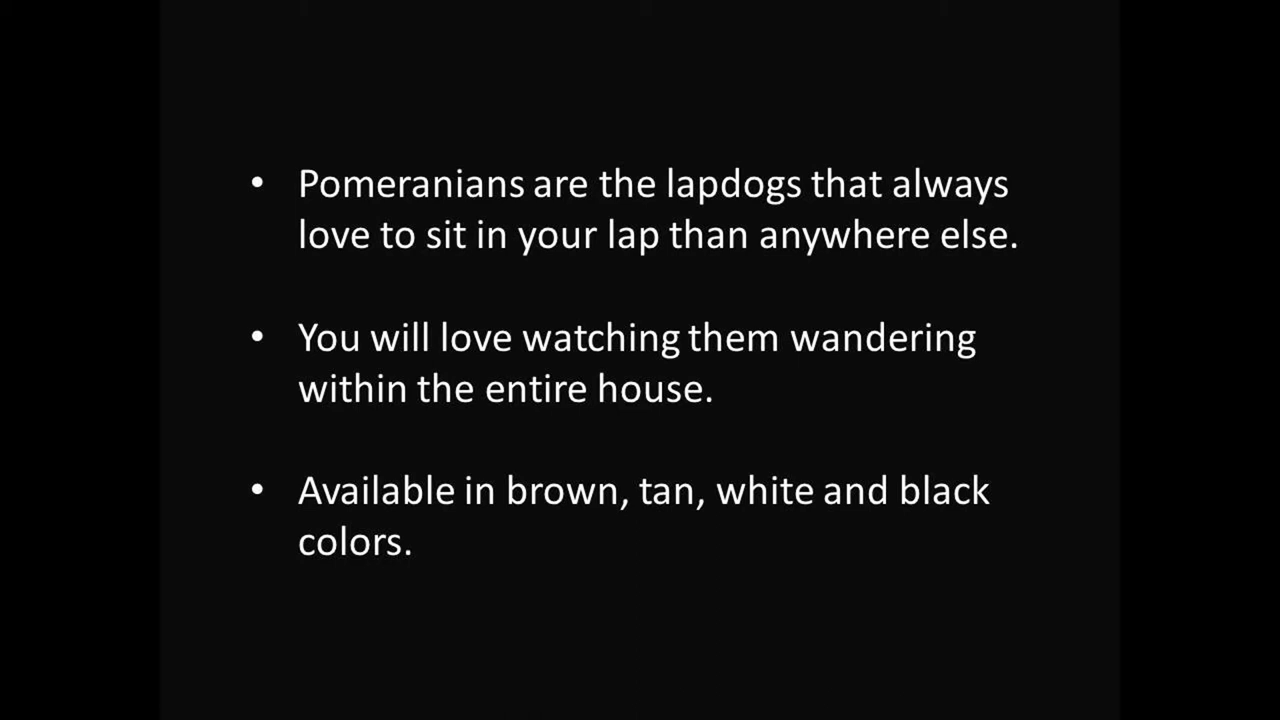 • Pomeranians are the lapdogs that always
love to sit in your lap than anywhere else.
• You will love watching them wandering
within the entire house.
• Available in brown, tan, white and black
colors.